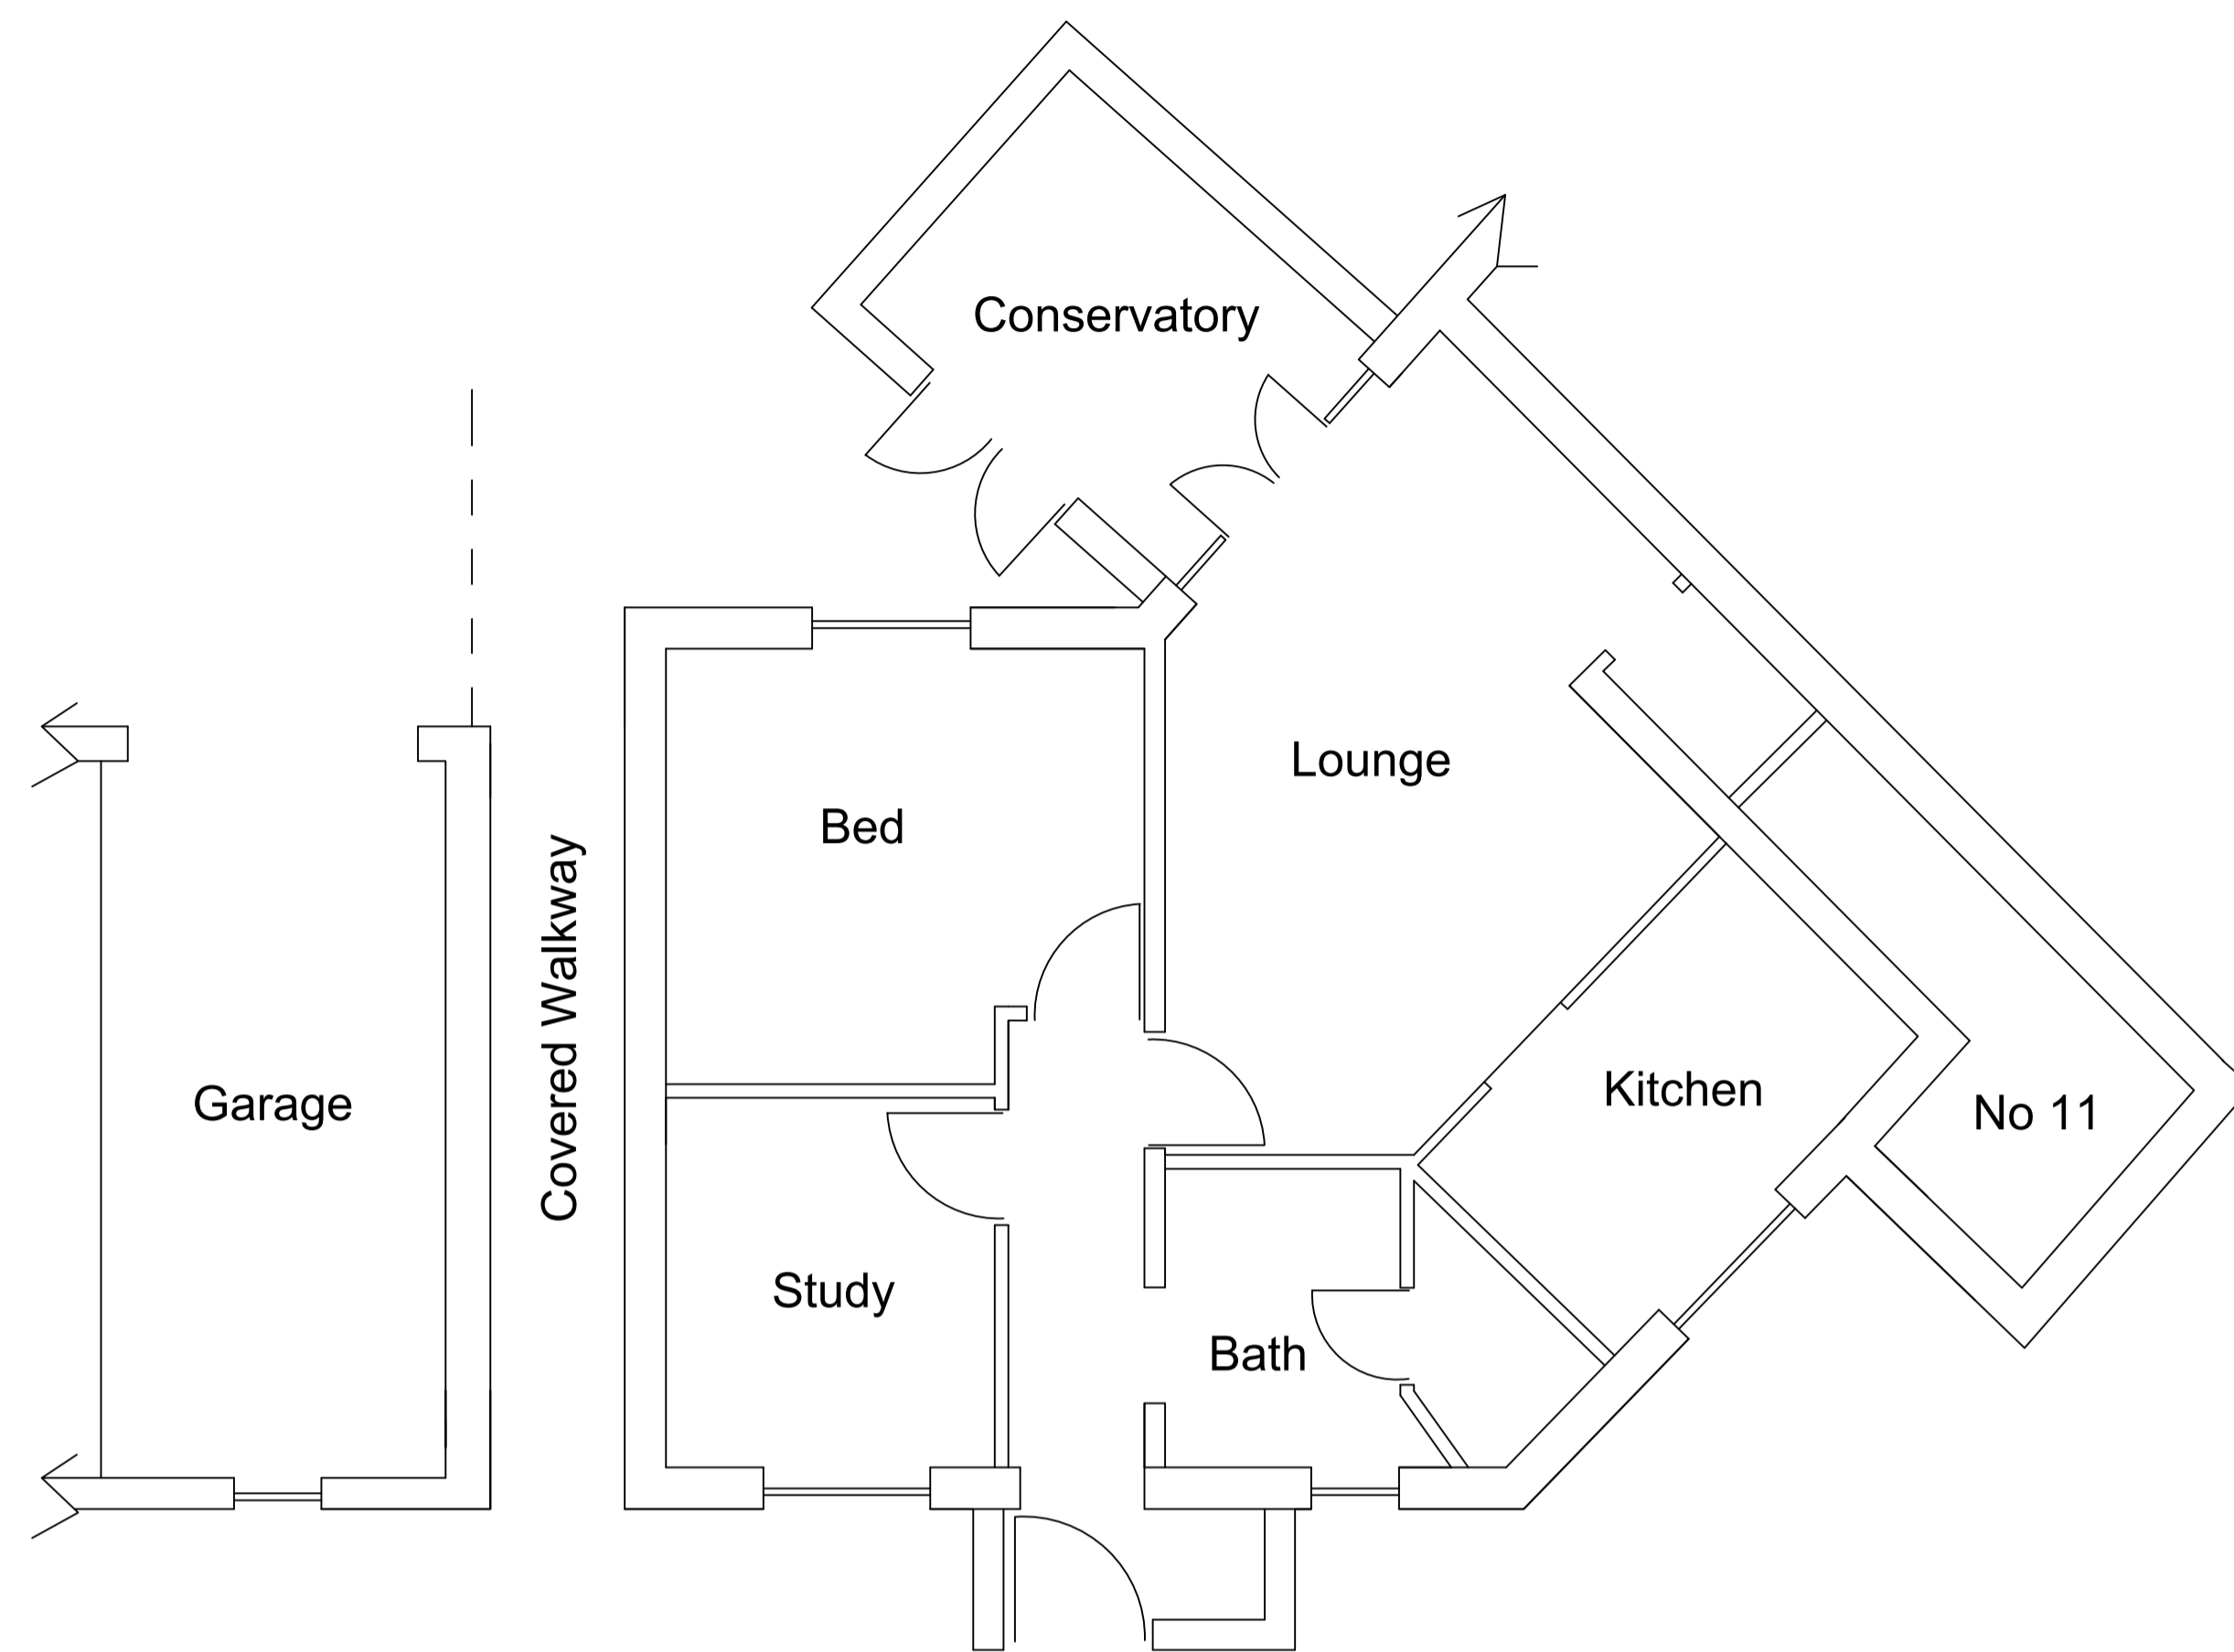 Conservatory
Lounge
Bed
Covered Walkway
Garage
Kitchen
No 11
Study
Bath